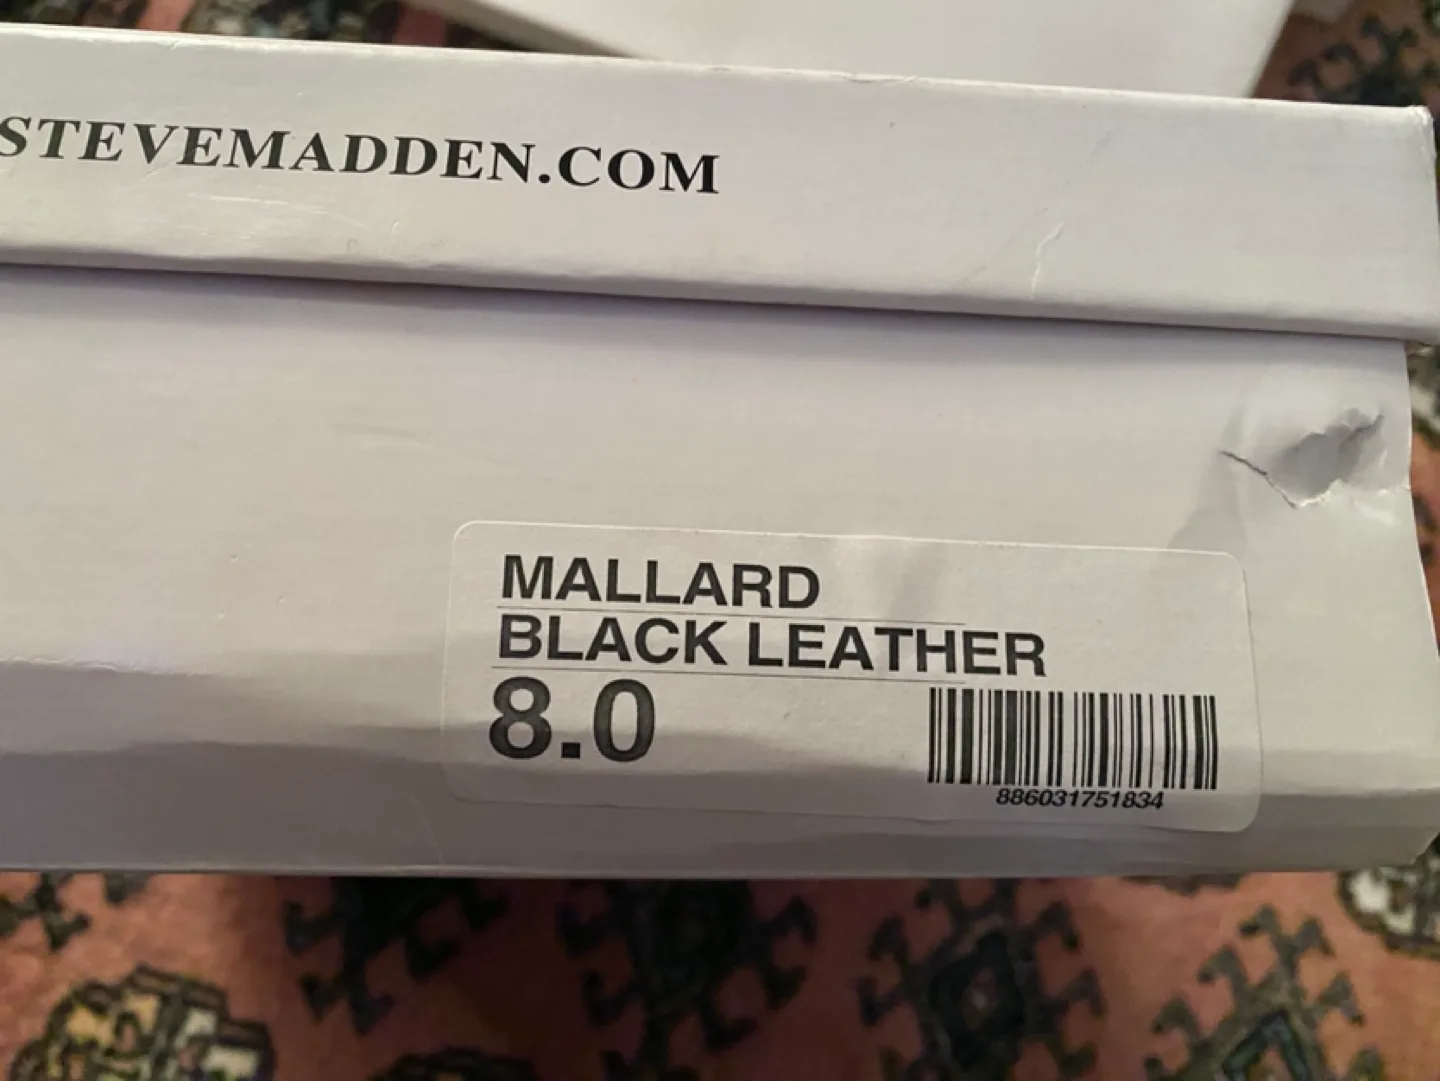 STEVEMADDEN.COM
MALLARD
BLACK LEATHER
8.0
886031751834